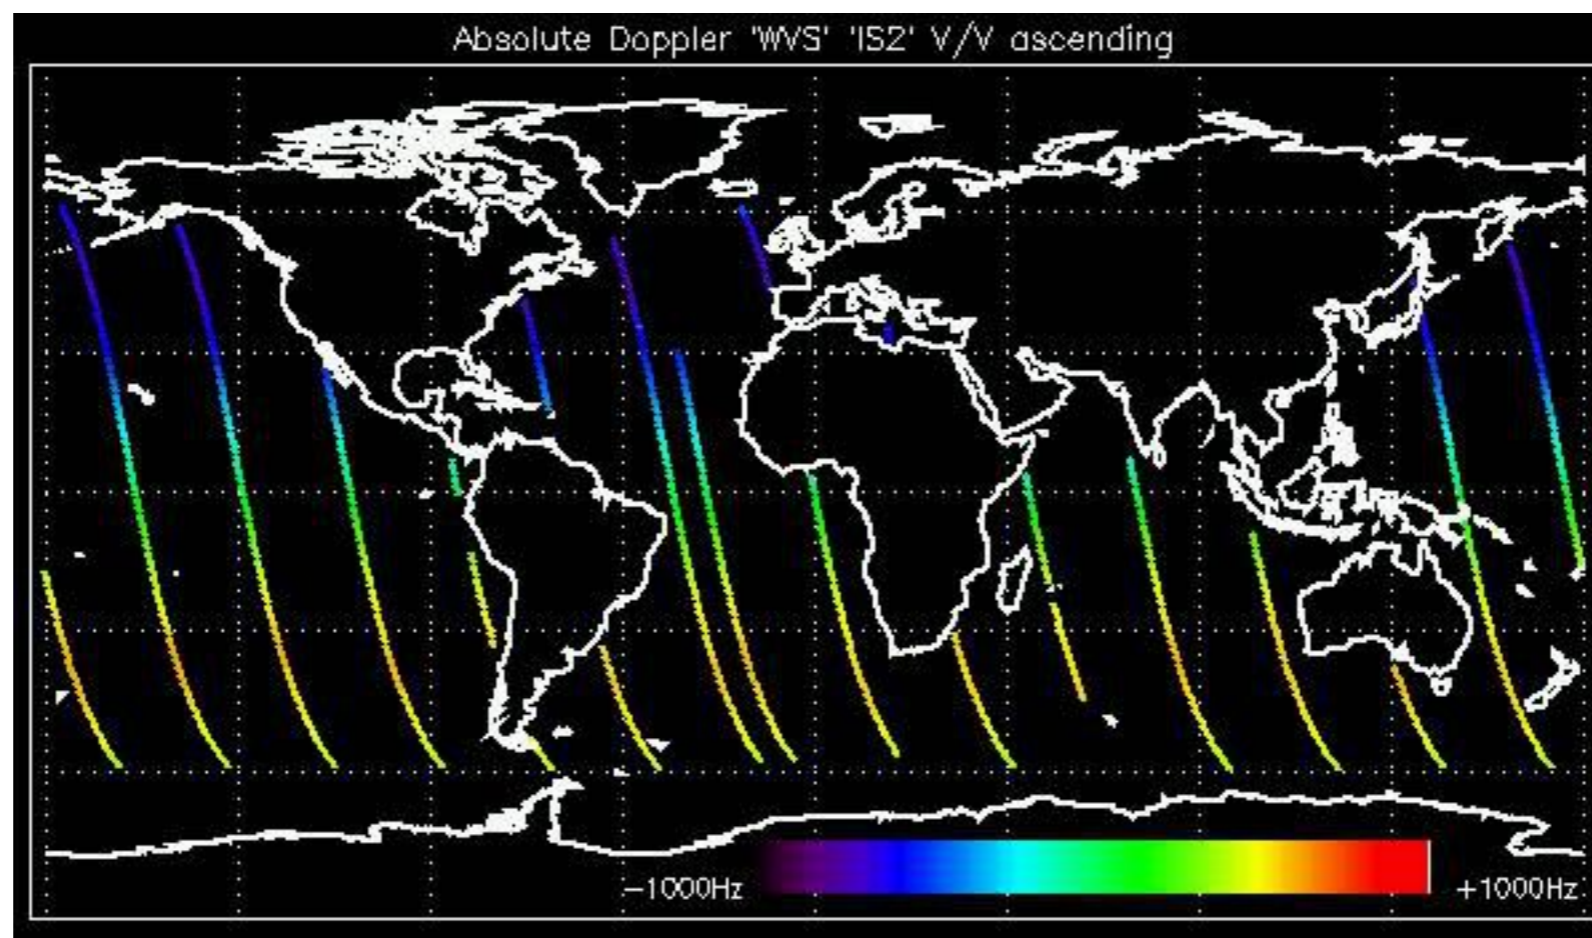 Absolute Doppler 'WVS' 'IS2' V/V ascending
−1000Hz
+1000Hz